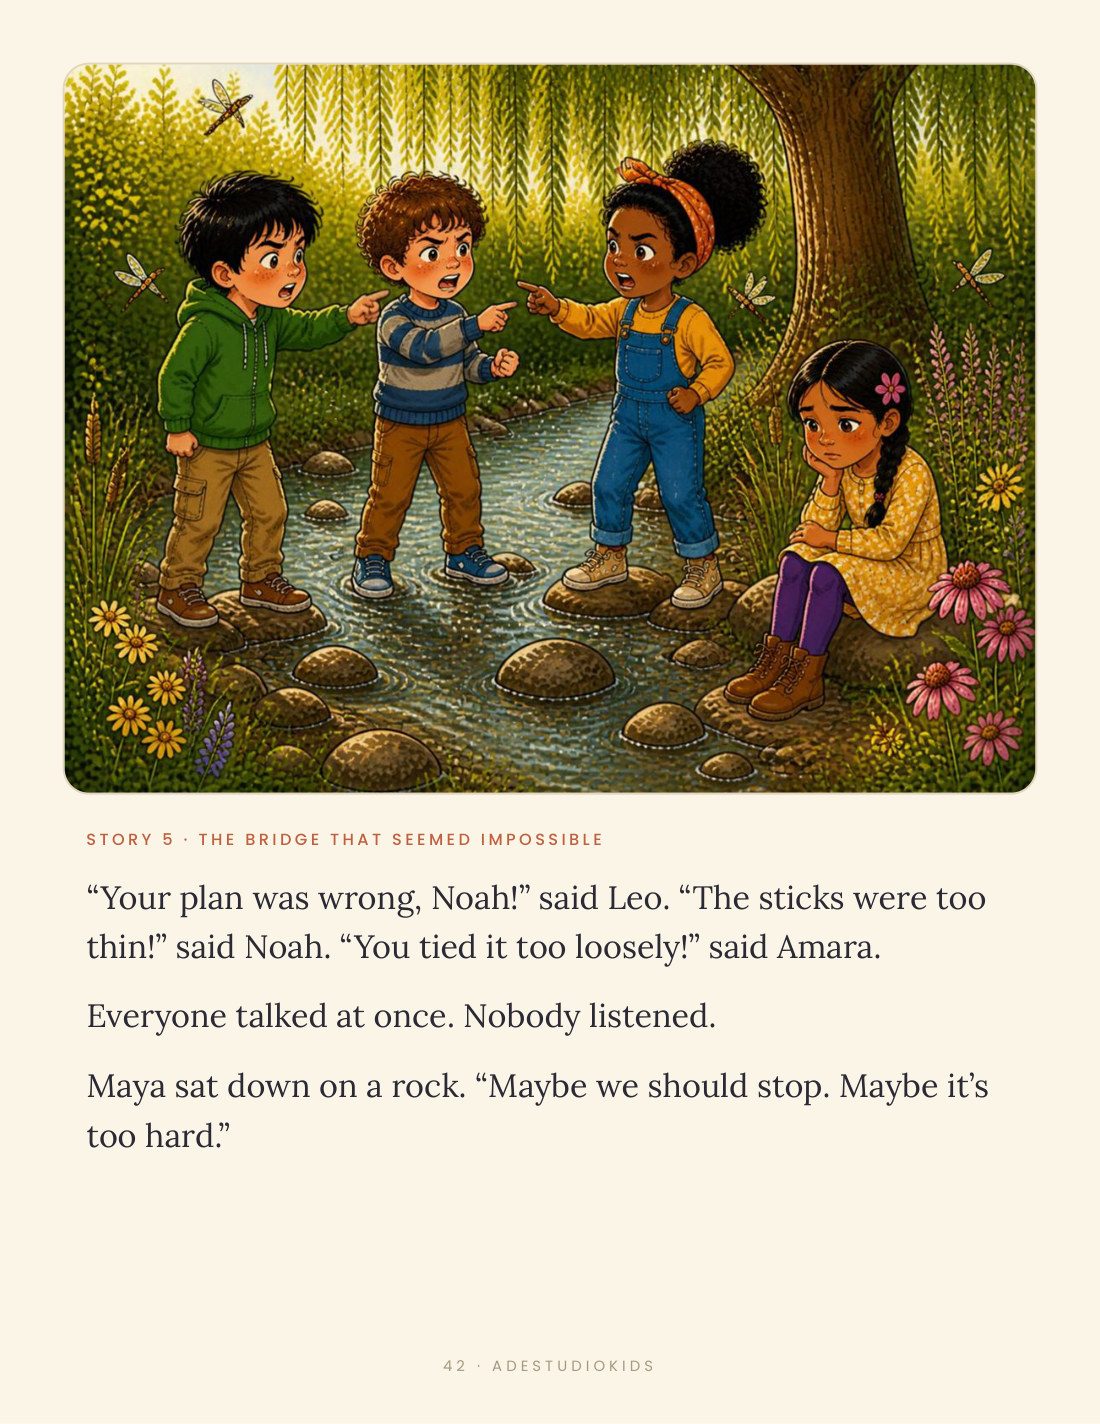 STORY 5 · THE BRIDGE THAT SEEMED IMPOSSIBLE
“Your plan was wrong, Noah!” said Leo. “The sticks were too
thin!” said Noah. “You tied it too loosely!” said Amara.
Everyone talked at once. Nobody listened.
Maya sat down on a rock. “Maybe we should stop. Maybe it’s
too hard.”
42 · ADESTUDIOKIDS